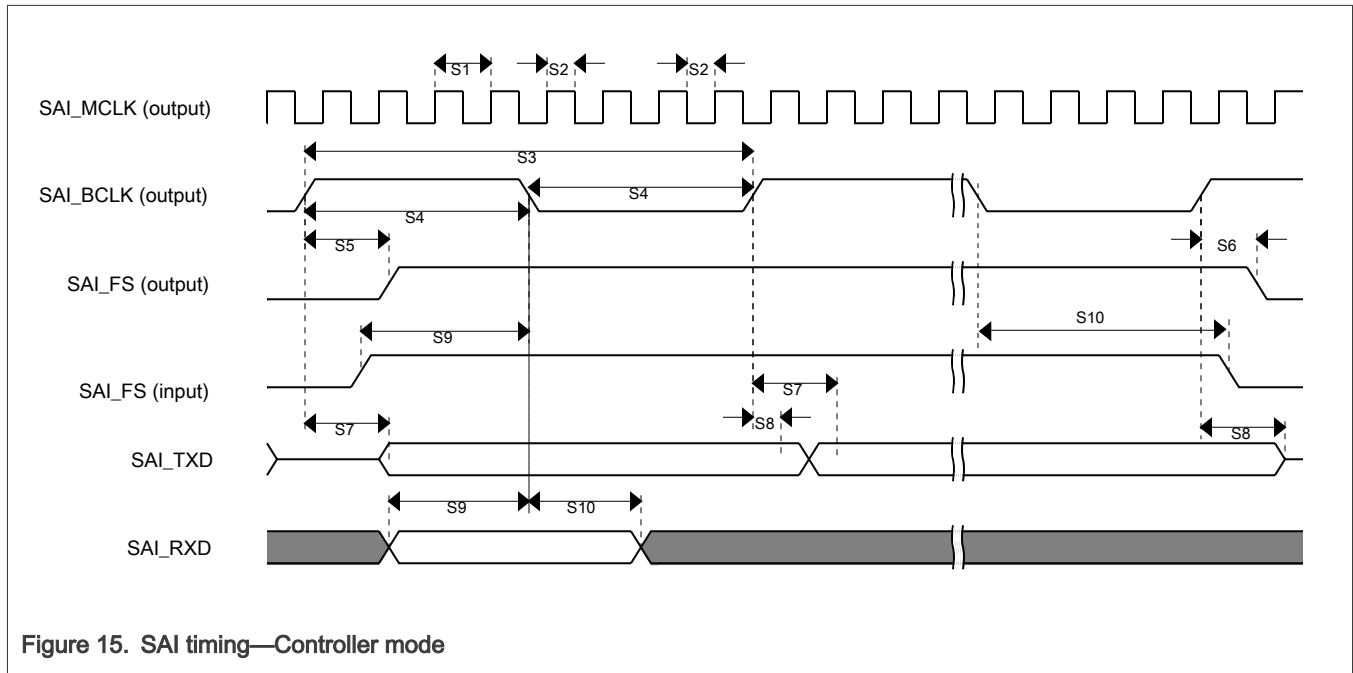 S1 S2 S2
SAI_MCLK (output)
S3
SAI_BCLK (output)
S4
S4
S5 S6
SAI_FS (output)
S10
S9
SAI_FS (input)
S7
S8
S7 S8
SAI_TXD
S9 S10
SAI_RXD
Figure 15. SAI timing—Controller mode